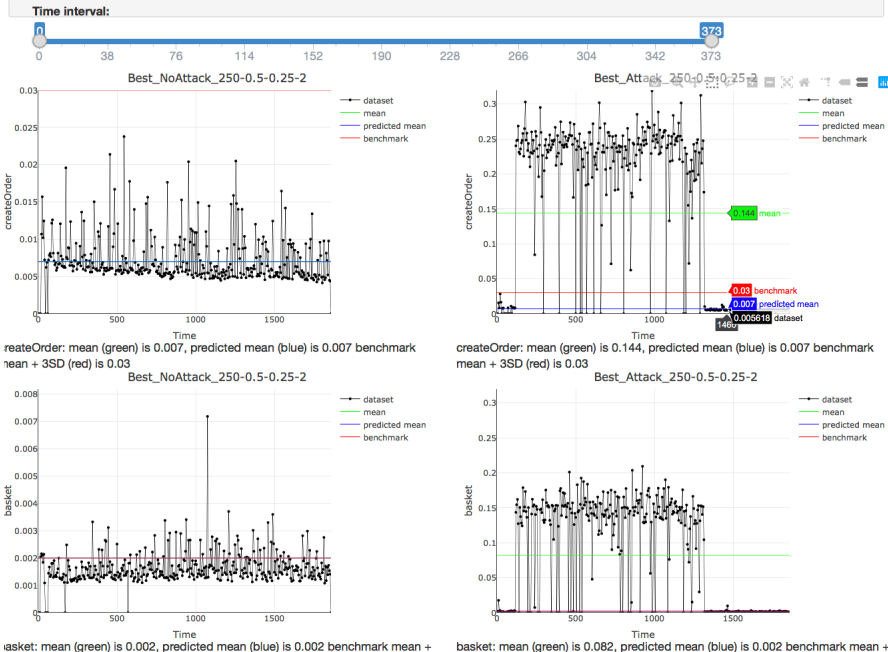 Time interval:
0 373
0 38 76 114 152 190 228 266 304 342 373
Best_NoAttack_250-0.5-0.25-2
0.03
0.025
0.02
0.015
0.01
0.005
0
createOrder
0 500 1000 1500
Time
dataset
mean
predicted mean
benchmark
Best_Attack_250-0.5-0.25-2
0.3
0.25
0.2
0.15
0.1
0.05
0
createOrder
0 500 1000
Time
dataset
mean
predicted mean
benchmark
0.144 mean
0.03 benchmark
0.007 predicted mean
0.005618 dataset
1460
reateOrder: mean (green) is 0.007, predicted mean (blue) is 0.007 benchmark
nean + 3SD (red) is 0.03
createOrder: mean (green) is 0.144, predicted mean (blue) is 0.007 benchmark
mean + 3SD (red) is 0.03
Best_NoAttack_250-0.5-0.25-2
0.008
0.007
0.006
0.005
0.004
0.003
0.002
0.001
0
basket
0 500 1000 1500
Time
dataset
mean
predicted mean
benchmark
Best_Attack_250-0.5-0.25-2
0.3
0.25
0.2
0.15
0.1
0.05
0
basket
0 500 1000 1500
Time
dataset
mean
predicted mean
benchmark
asket: mean (green) is 0.002, predicted mean (blue) is 0.002 benchmark mean +
basket: mean (green) is 0.082, predicted mean (blue) is 0.002 benchmark mean +